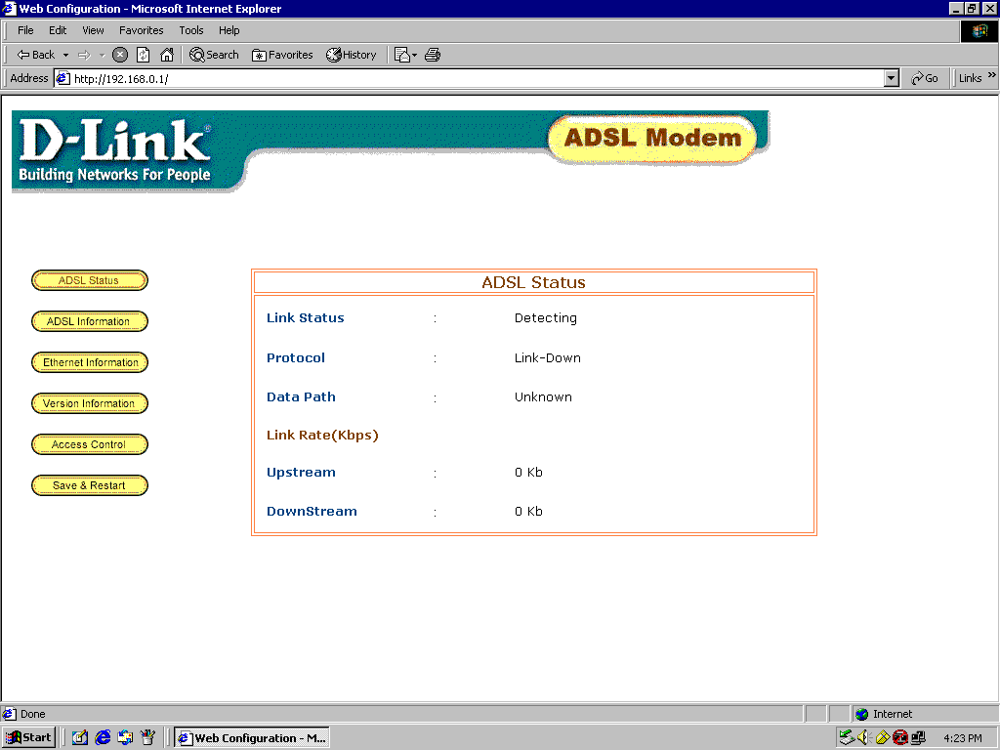 Web Configuration - Microsoft Internet Explorer
File Edit View Favorites Tools Help
Back Search Favorites History
Address http://192.168.0.1/ Go Links »
D-Link®
Building Networks For People
ADSL Modem
ADSL Status
ADSL Information
Ethernet Information
Version Information
Access Control
Save & Restart
ADSL Status
Link Status : Detecting
Protocol : Link-Down
Data Path : Unknown
Link Rate(Kbps)
Upstream : 0 Kb
DownStream : 0 Kb
Done Internet
Start Web Configuration - M... 4:23 PM